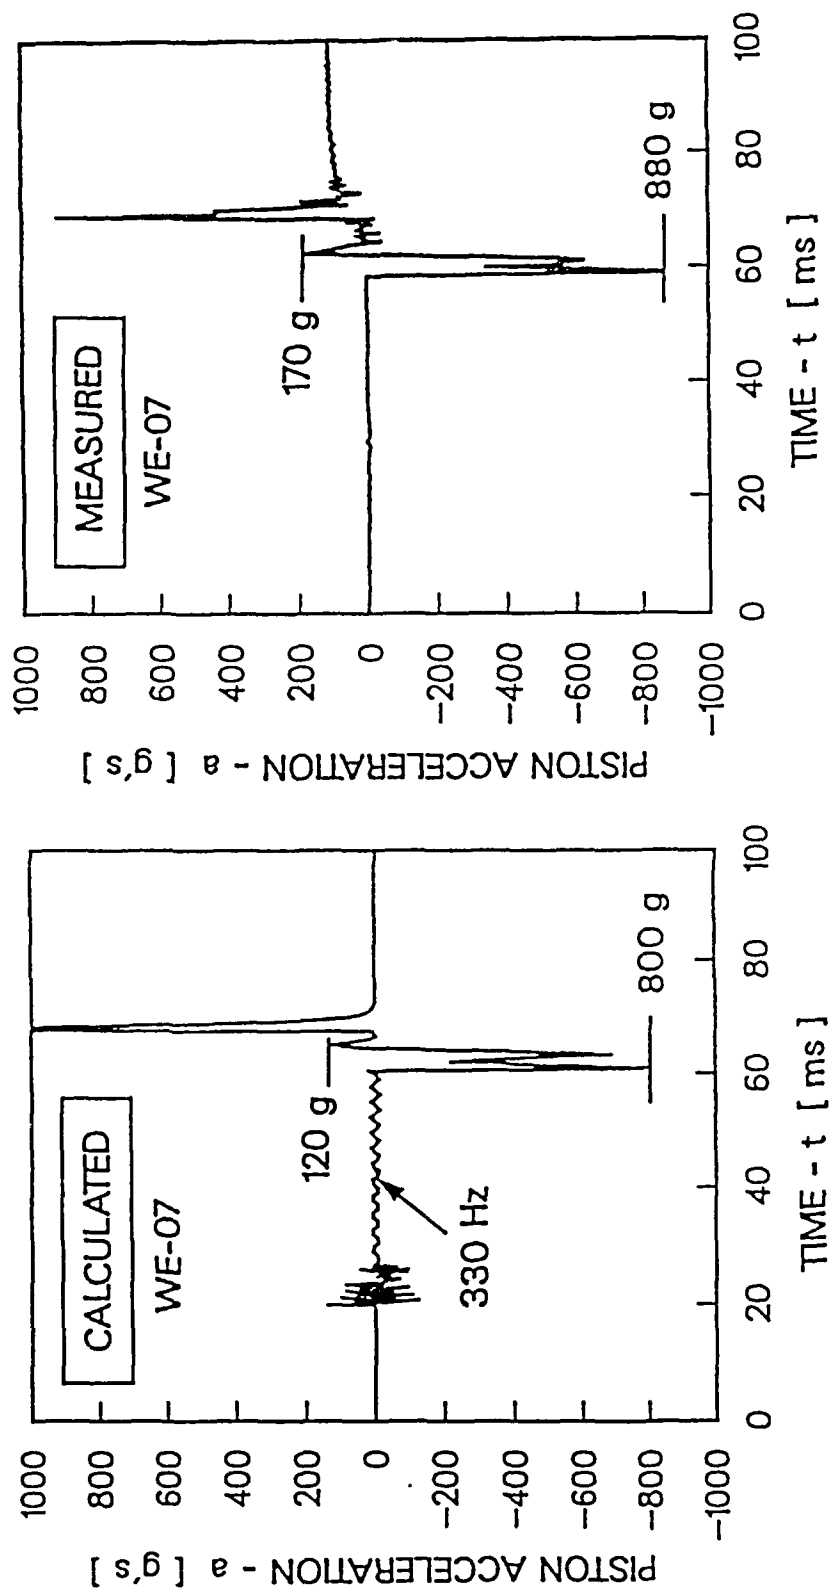 CALCULATED
WE-07
120 g
330 Hz
800 g
PISTON ACCELERATION - a [ g's ]
1000
800
600
400
200
0
-200
-400
-600
-800
-1000
0
20
40
60
80
100
TIME - t [ ms ]
MEASURED
WE-07
170 g
880 g
PISTON ACCELERATION - a [ g's ]
1000
800
600
400
200
0
-200
-400
-600
-800
-1000
0
20
40
60
80
100
TIME - t [ ms ]